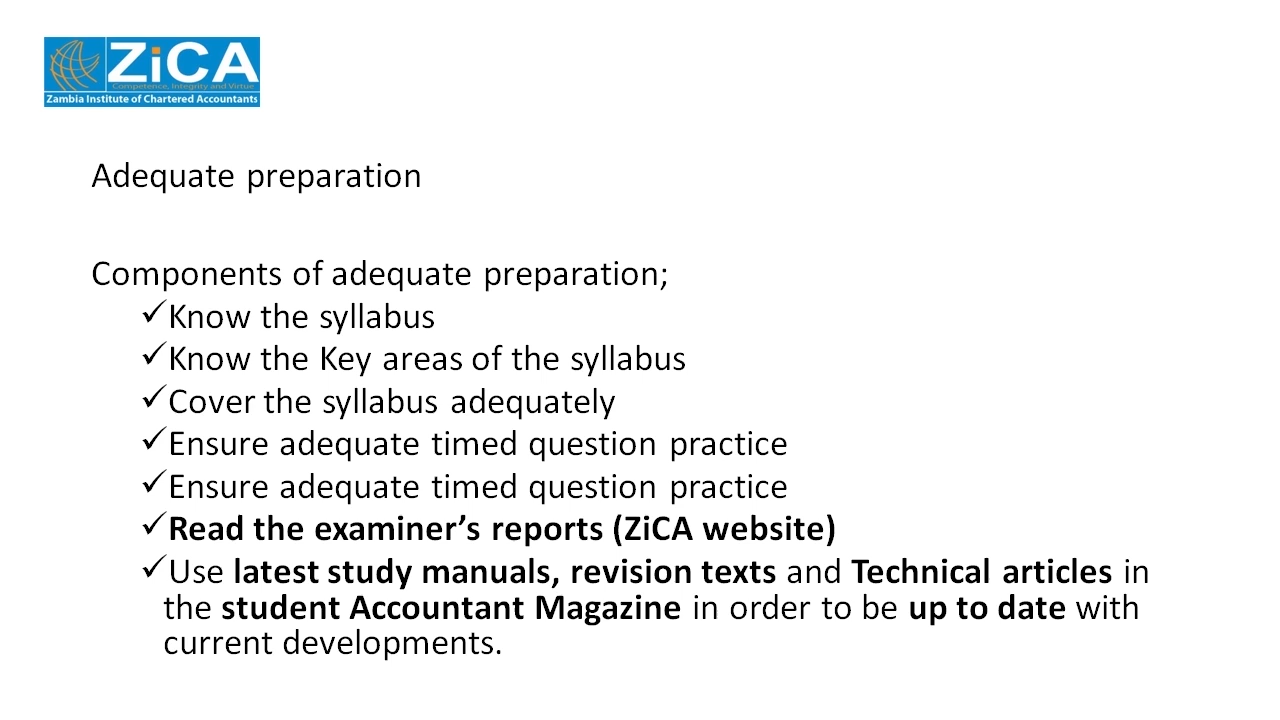 ZiCA
Competence, Integrity and Virtue
Zambia Institute of Chartered Accountants
Adequate preparation
Components of adequate preparation;
✓Know the syllabus
✓Know the Key areas of the syllabus
✓Cover the syllabus adequately
✓Ensure adequate timed question practice
✓Ensure adequate timed question practice
✓Read the examiner’s reports (ZiCA website)
✓Use latest study manuals, revision texts and Technical articles in
the student Accountant Magazine in order to be up to date with
current developments.